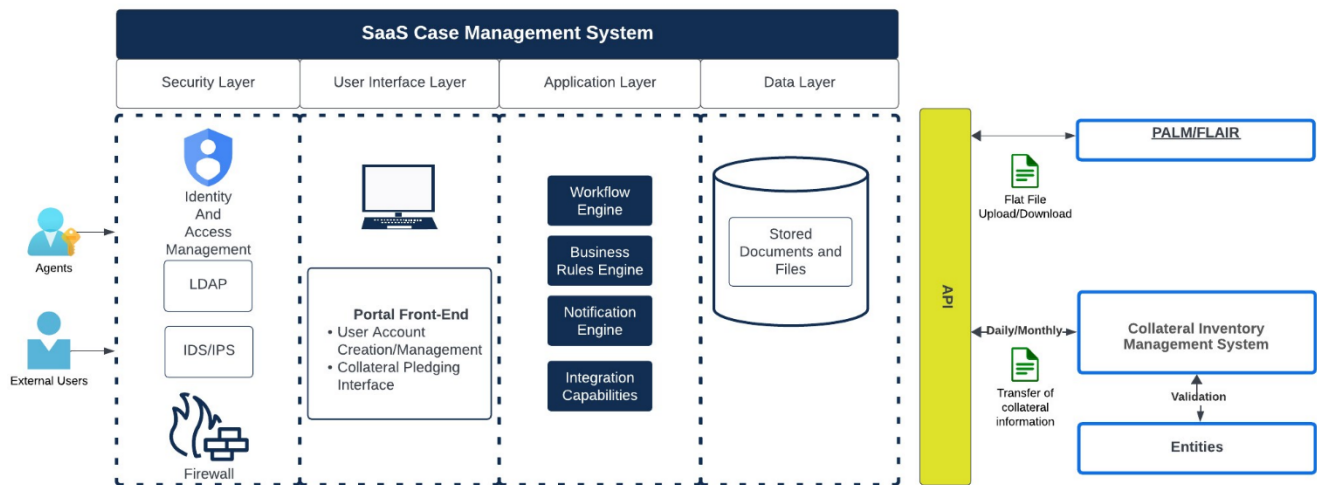 SaaS Case Management System
Security Layer
User Interface Layer
Application Layer
Data Layer
Agents
External Users
Identity
And
Access
Management
LDAP
IDS/IPS
Firewall
Portal Front-End
• User Account
Creation/Management
• Collateral Pledging
Interface
Workflow
Engine
Business
Rules Engine
Notification
Engine
Integration
Capabilities
Stored
Documents and
Files
API
PALM/FLAIR
Flat File
Upload/Download
Daily/Monthly
Transfer of
collateral
information
Collateral Inventory
Management System
Validation
Entities